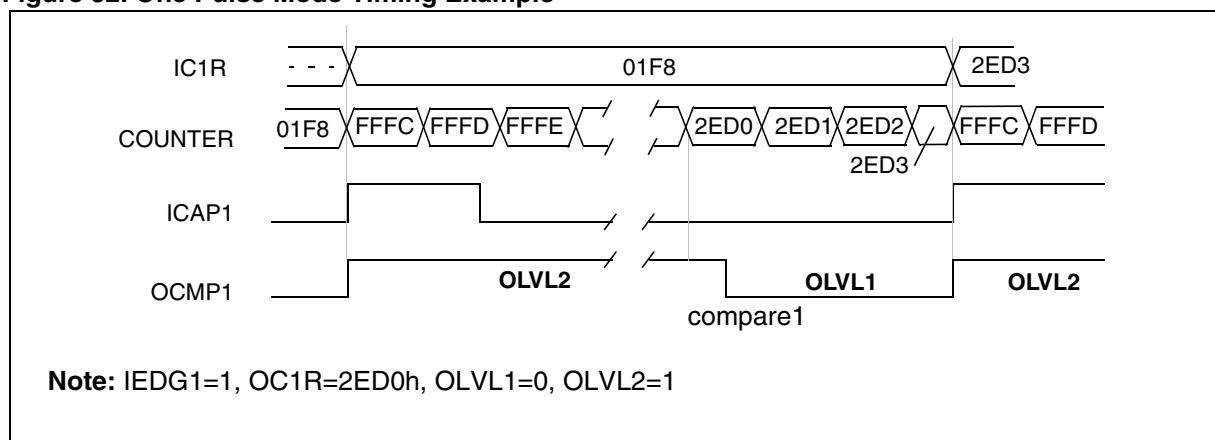 Figure 52. One Pulse Mode Timing Example
IC1R - - - 01F8 2ED3
COUNTER 01F8 FFFC FFFD FFFE 2ED0 2ED1 2ED2 FFFC FFFD
2ED3
ICAP1
OCMP1 OLVL2 OLVL1 OLVL2
compare1
Note: IEDG1=1, OC1R=2ED0h, OLVL1=0, OLVL2=1